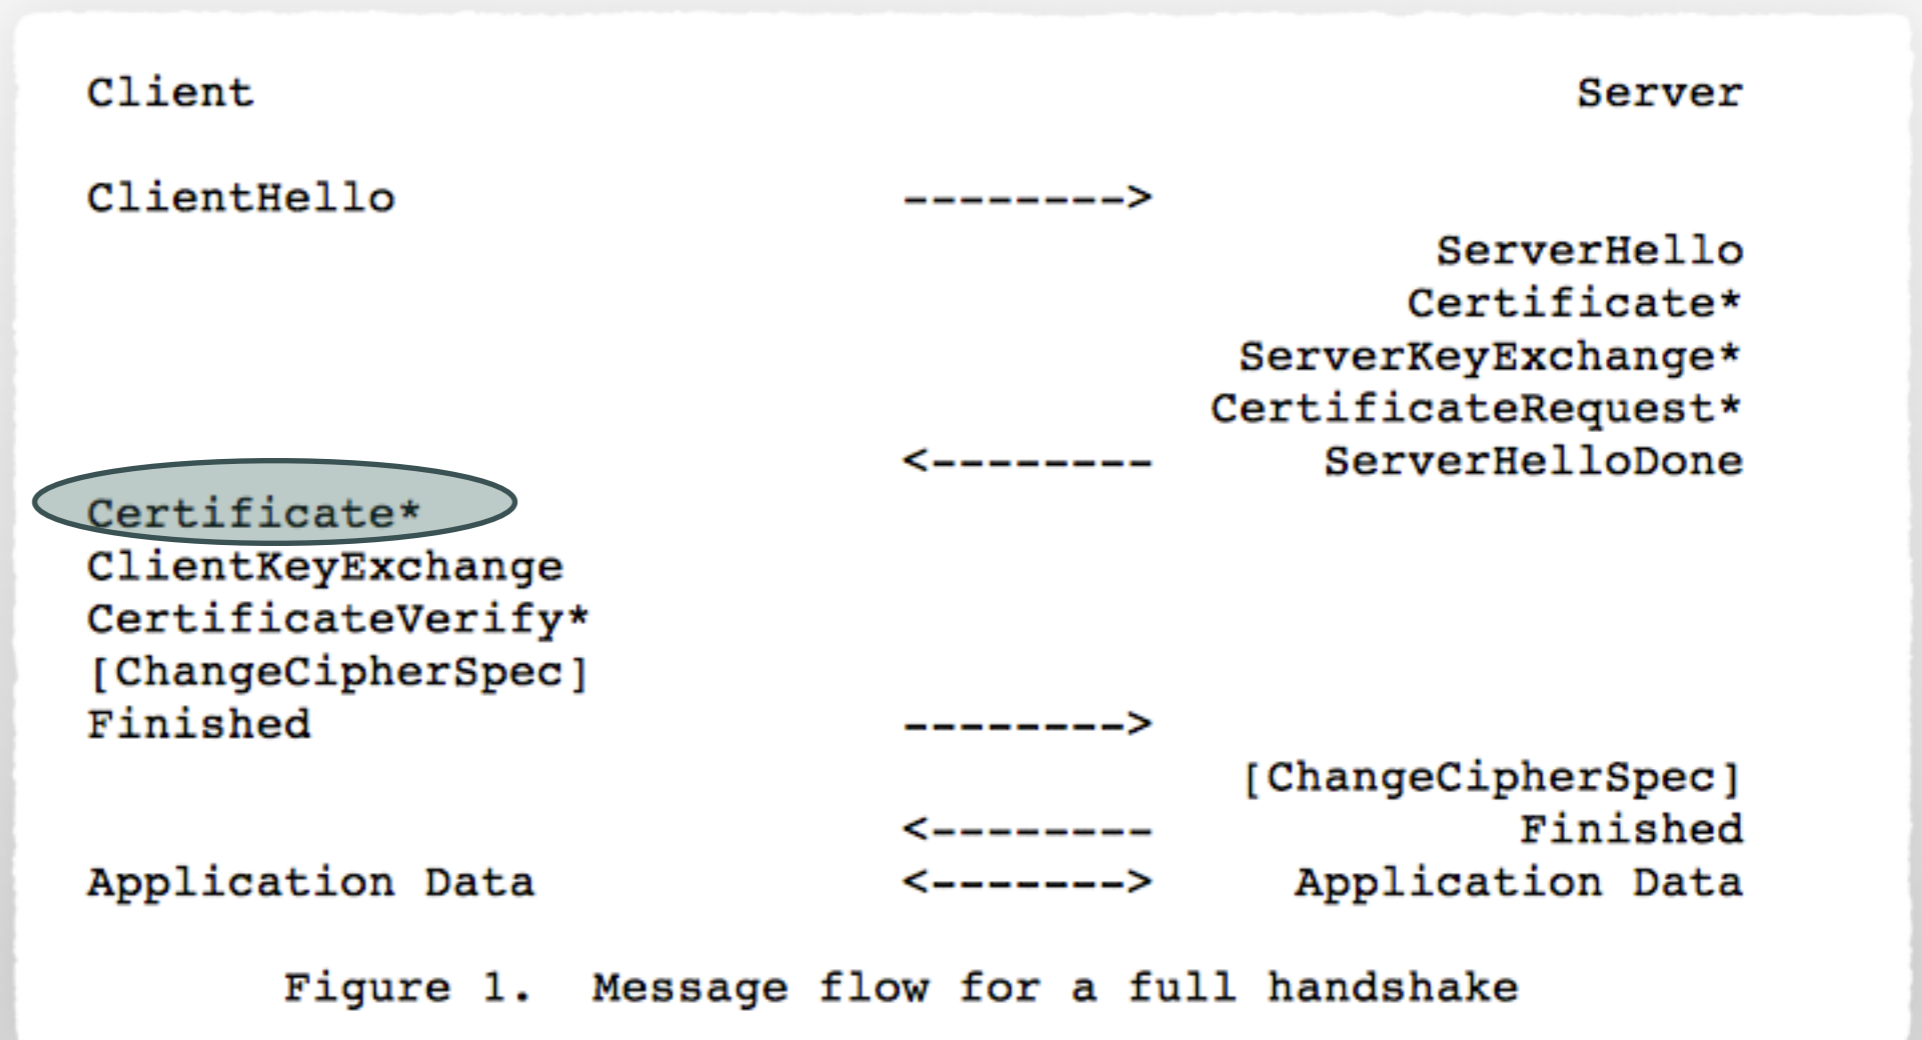 Client Server
ClientHello -------->
ServerHello
Certificate*
ServerKeyExchange*
CertificateRequest*
<-------- ServerHelloDone
Certificate*
ClientKeyExchange
CertificateVerify*
[ChangeCipherSpec]
Finished -------->
[ChangeCipherSpec]
<-------- Finished
Application Data <-------> Application Data
Figure 1. Message flow for a full handshake